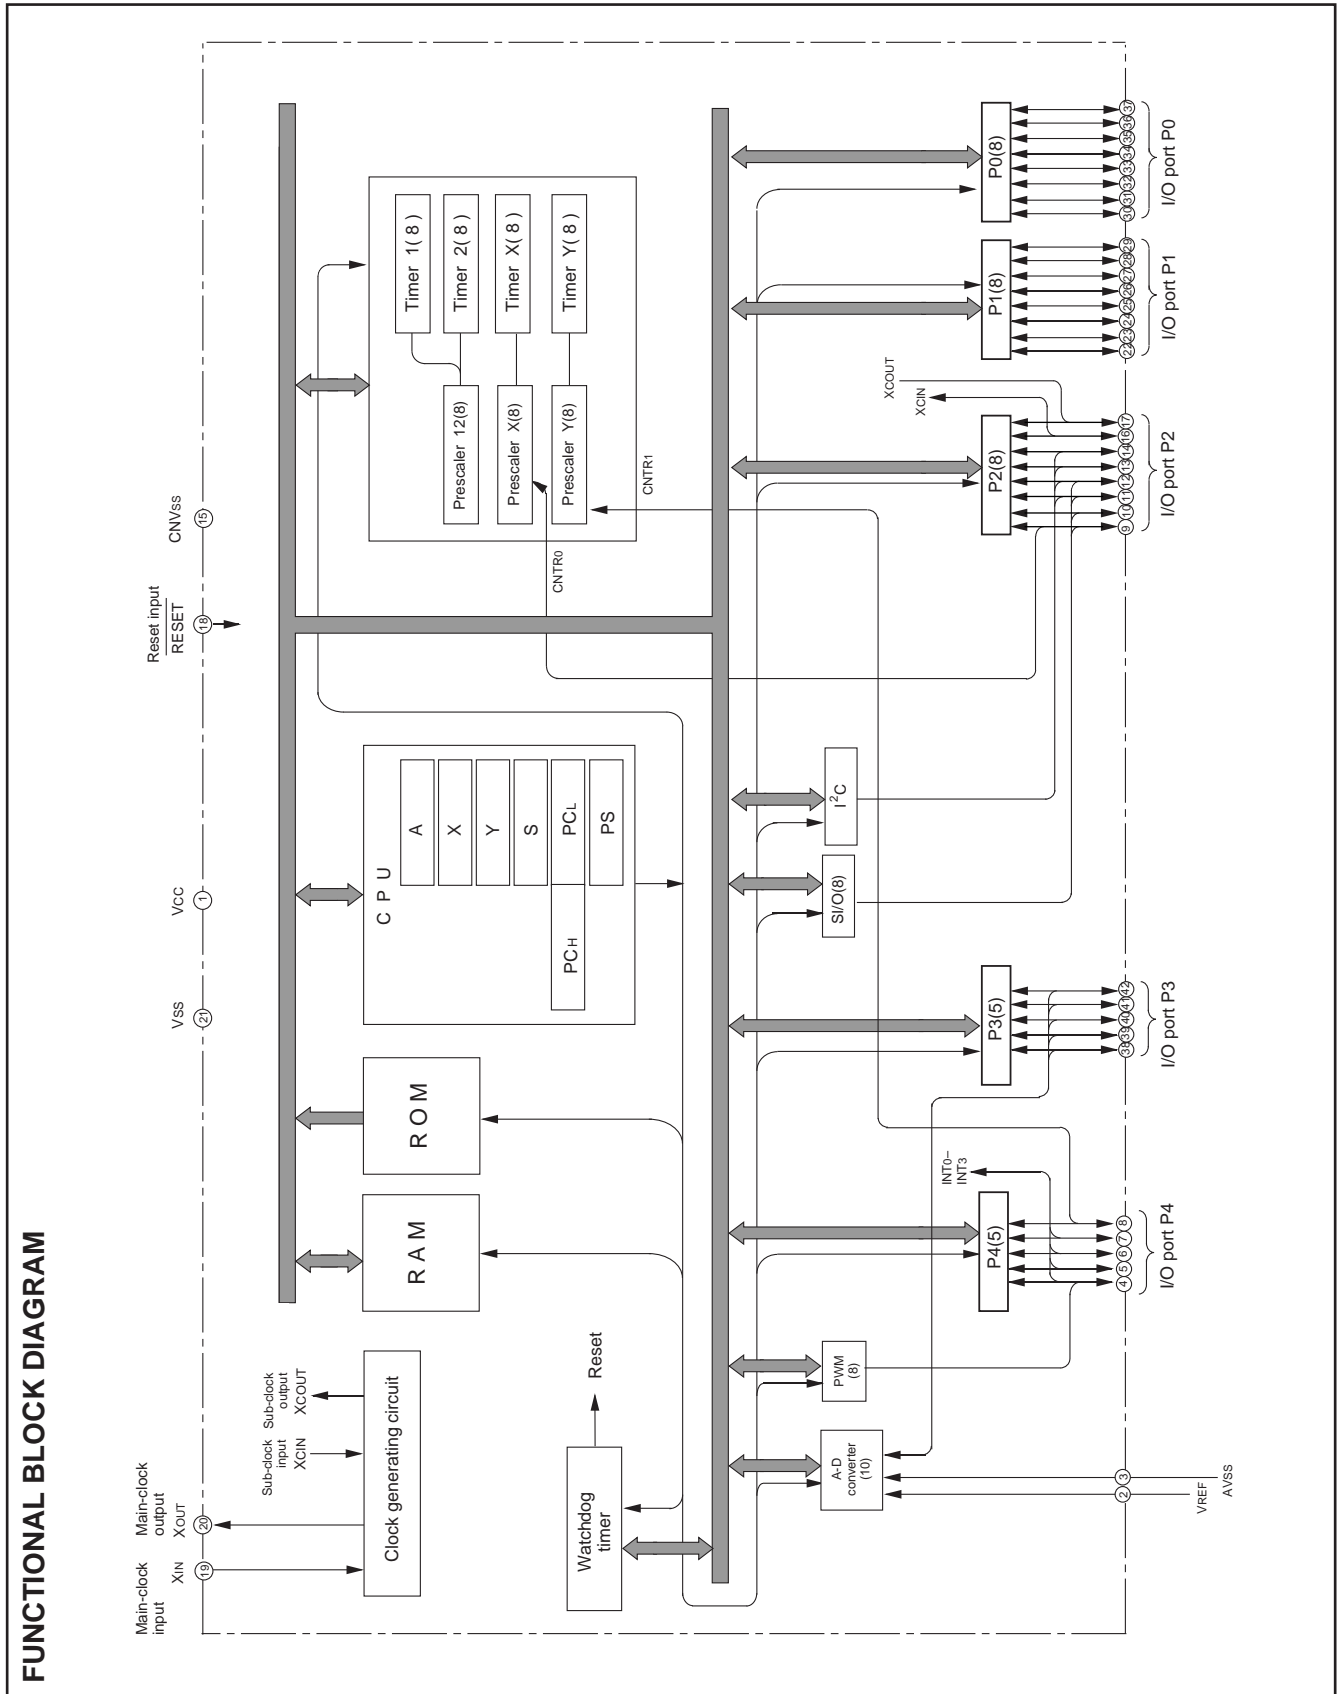 FUNCTIONAL BLOCK DIAGRAM
Main-clock
input
XIN
19
Main-clock
output
XOUT
20
Sub-clock
input
XCIN
Sub-clock
output
XCOUT
Clock generating circuit
VSS
21
VCC
1
Reset input
RESET
18
CNVSS
15
RAM
ROM
CPU
A
X
Y
S
PCH
PCL
PS
Timer 1( 8 )
Timer 2( 8 )
Timer X( 8 )
Timer Y( 8 )
Prescaler 12(8)
Prescaler X(8)
Prescaler Y(8)
CNTR0
CNTR1
Watchdog
timer
Reset
A-D
converter
(10)
PWM
(8)
SI/O(8)
I2C
INT0–
INT3
XCIN
XCOUT
P4(5)
P3(5)
P2(8)
P1(8)
P0(8)
2
3
VREF
AVSS
4
5
6
7
8
I/O port P4
38
39
40
41
42
I/O port P3
9
10
11
12
13
14
16
17
I/O port P2
22
23
24
25
26
27
28
29
I/O port P1
30
31
32
33
34
35
36
37
I/O port P0